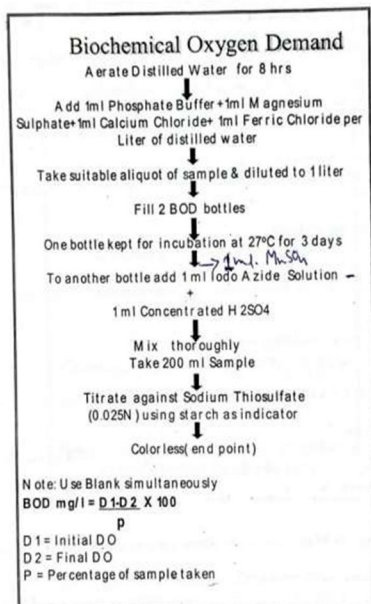 Biochemical Oxygen Demand
Aerate Distilled Water for 8 hrs
Add 1ml Phosphate Buffer+1ml Magnesium
Sulphate+1ml Calcium Chloride+ 1ml Ferric Chloride per
Liter of distilled water
Take suitable aliquot of sample & diluted to 1 liter
Fill 2 BOD bottles
One bottle kept for incubation at 27ºC for 3 days
→ 1ml. MnSO4
To another bottle add 1 ml Iodo Azide Solution –
+
1 ml Concentrated H 2SO4
Mix thoroughly
Take 200 ml Sample
Titrate against Sodium Thiosulfate
(0.025N) using starch as indicator
Colorless( end point)
Note: Use Blank simultaneously
BOD mg/l = D1-D2 X 100
p
D1 = Initial DO
D2 = Final DO
P = Percentage of sample taken